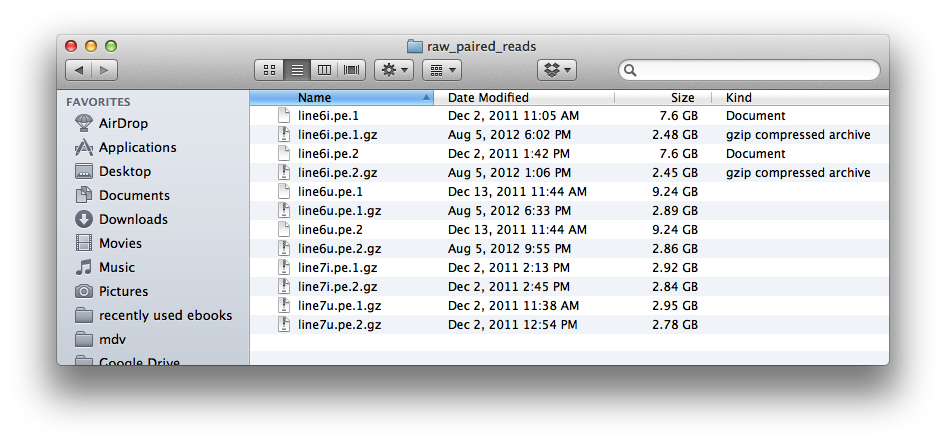 raw_paired_reads
FAVORITES
AirDrop
Applications
Desktop
Documents
Downloads
Movies
Music
Pictures
recently used ebooks
mdv
Google Drive
Name Date Modified Size Kind
line6i.pe.1 Dec 2, 2011 11:05 AM 7.6 GB Document
line6i.pe.1.gz Aug 5, 2012 6:02 PM 2.48 GB gzip compressed archive
line6i.pe.2 Dec 2, 2011 1:42 PM 7.6 GB Document
line6i.pe.2.gz Aug 5, 2012 1:06 PM 2.45 GB gzip compressed archive
line6u.pe.1 Dec 13, 2011 11:44 AM 9.24 GB
line6u.pe.1.gz Aug 5, 2012 6:33 PM 2.89 GB
line6u.pe.2 Dec 13, 2011 11:44 AM 9.24 GB
line6u.pe.2.gz Aug 5, 2012 9:55 PM 2.86 GB
line7i.pe.1.gz Dec 2, 2011 2:13 PM 2.92 GB
line7i.pe.2.gz Dec 2, 2011 2:45 PM 2.84 GB
line7u.pe.1.gz Dec 2, 2011 11:38 AM 2.95 GB
line7u.pe.2.gz Dec 2, 2011 12:54 PM 2.78 GB